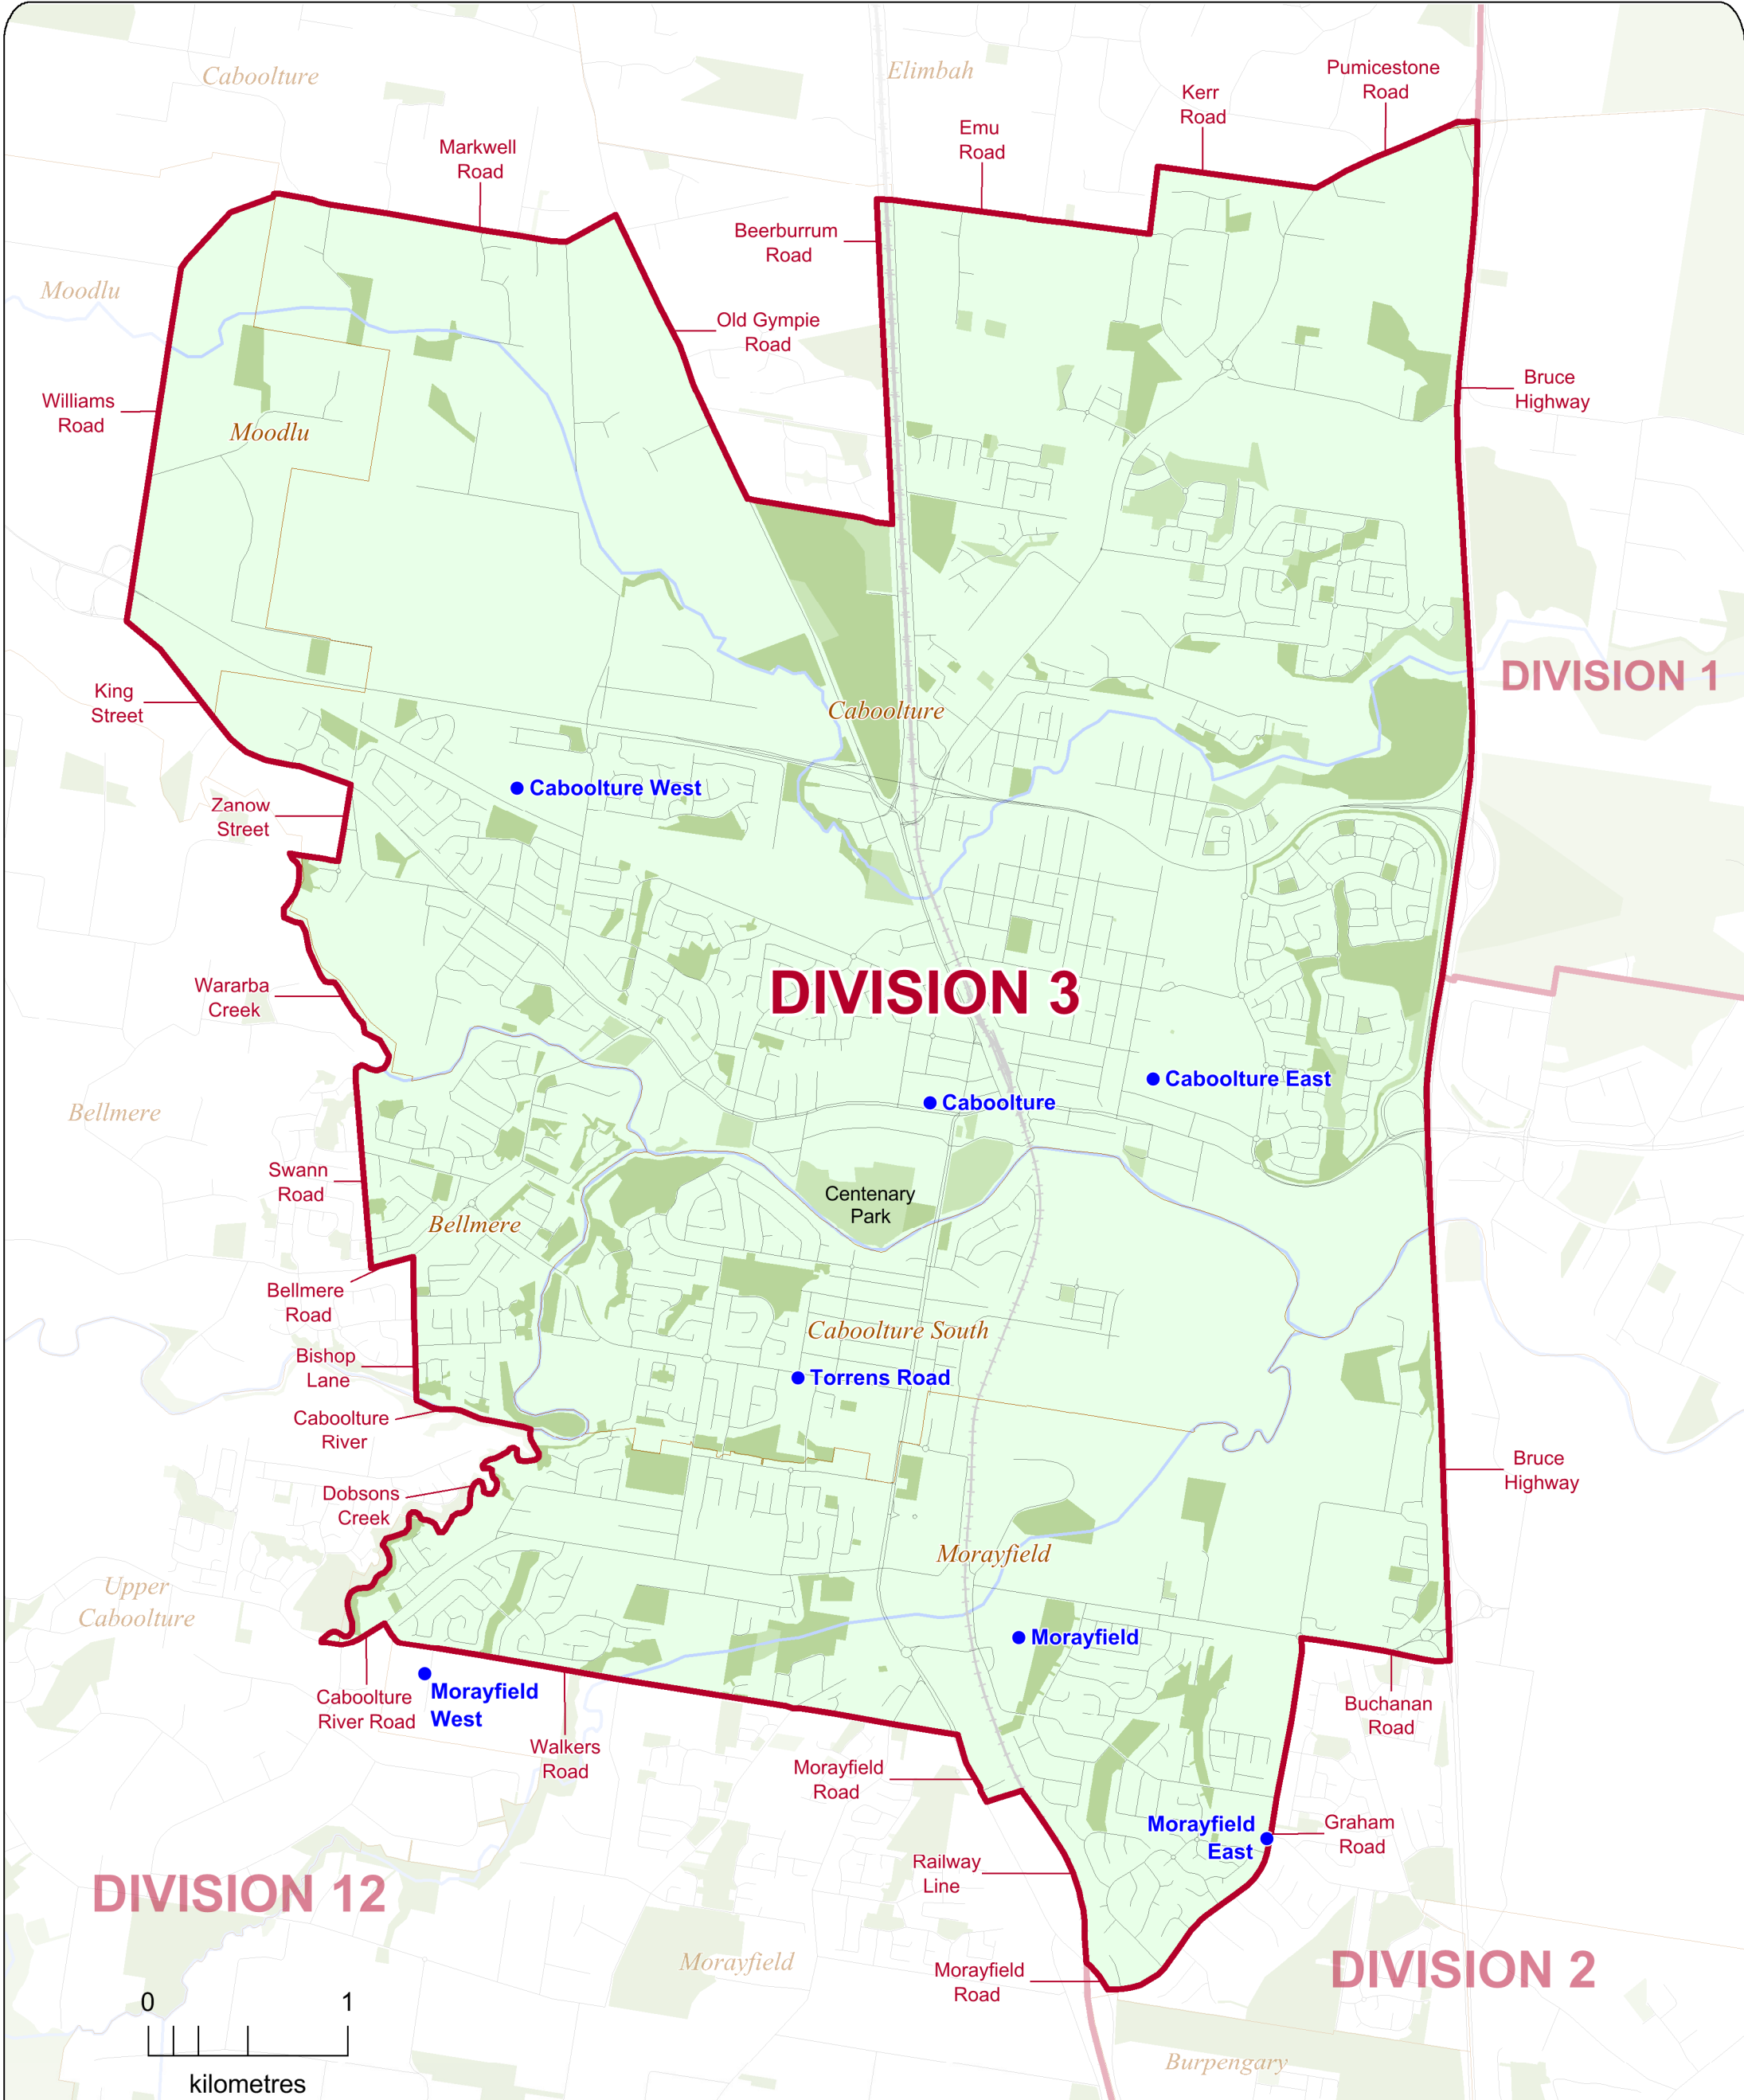 Caboolture
Elimbah
Pumicestone
Road
Kerr
Road
Emu
Road
Markwell
Road
Beerburrum
Road
Moodlu
Old Gympie
Road
Bruce
Highway
Williams
Road
Moodlu
DIVISION 1
King
Street
Caboolture
Caboolture West
Zanow
Street
Wararba
Creek
DIVISION 3
Caboolture East
Caboolture
Bellmere
Swann
Road
Centenary
Park
Bellmere
Bellmere
Road
Caboolture South
Bishop
Lane
Torrens Road
Caboolture
River
Bruce
Highway
Dobsons
Creek
Morayfield
Upper
Caboolture
Morayfield
Caboolture
River Road
Morayfield
West
Buchanan
Road
Walkers
Road
Morayfield
Road
Morayfield
East
Graham
Road
Railway
Line
DIVISION 12
Morayfield
Morayfield
Road
DIVISION 2
0 1
kilometres
Burpengary